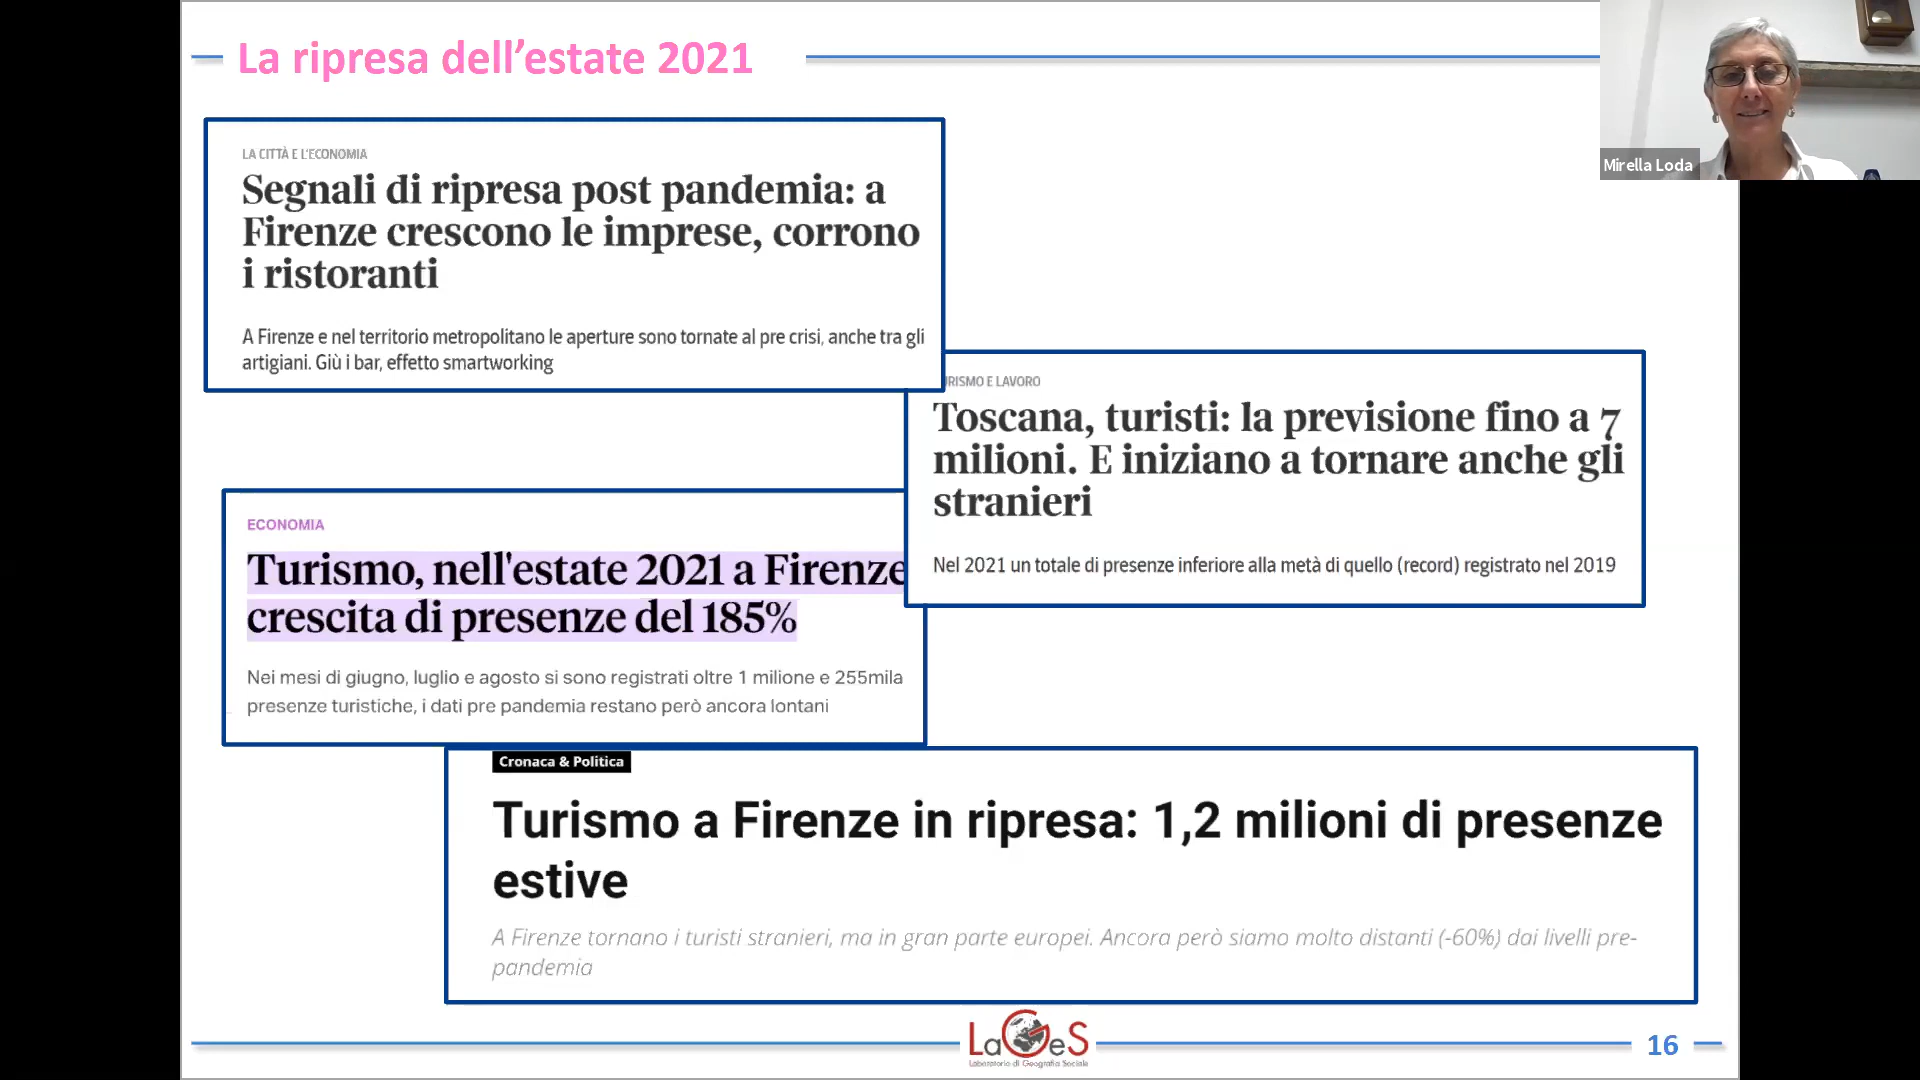 La ripresa dell’estate 2021
Mirella Loda
LA CITTÀ E L'ECONOMIA
Segnali di ripresa post pandemia: a
Firenze crescono le imprese, corrono
i ristoranti
A Firenze e nel territorio metropolitano le aperture sono tornate al pre crisi, anche tra gli
artigiani. Giù i bar, effetto smartworking
RISMO E LAVORO
Toscana, turisti: la previsione fino a 7
milioni. E iniziano a tornare anche gli
stranieri
Nel 2021 un totale di presenze inferiore alla metà di quello (record) registrato nel 2019
ECONOMIA
Turismo, nell'estate 2021 a Firenze
crescita di presenze del 185%
Nei mesi di giugno, luglio e agosto si sono registrati oltre 1 milione e 255mila
presenze turistiche, i dati pre pandemia restano però ancora lontani
Cronaca & Politica
Turismo a Firenze in ripresa: 1,2 milioni di presenze
estive
A Firenze tornano i turisti stranieri, ma in gran parte europei. Ancora però siamo molto distanti (-60%) dai livelli pre-
pandemia
LaGeS
Laboratorio di Geografia Sociale
16